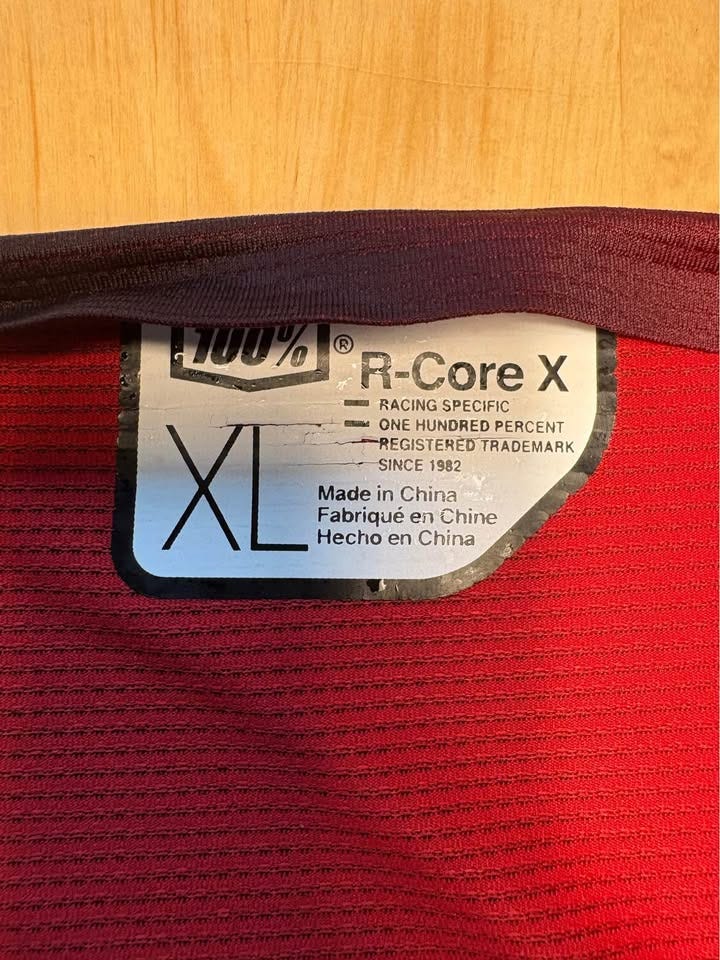 100% ®
R-Core X
RACING SPECIFIC
ONE HUNDRED PERCENT
REGISTERED TRADEMARK
SINCE 1982
XL
Made in China
Fabriqué en Chine
Hecho en China